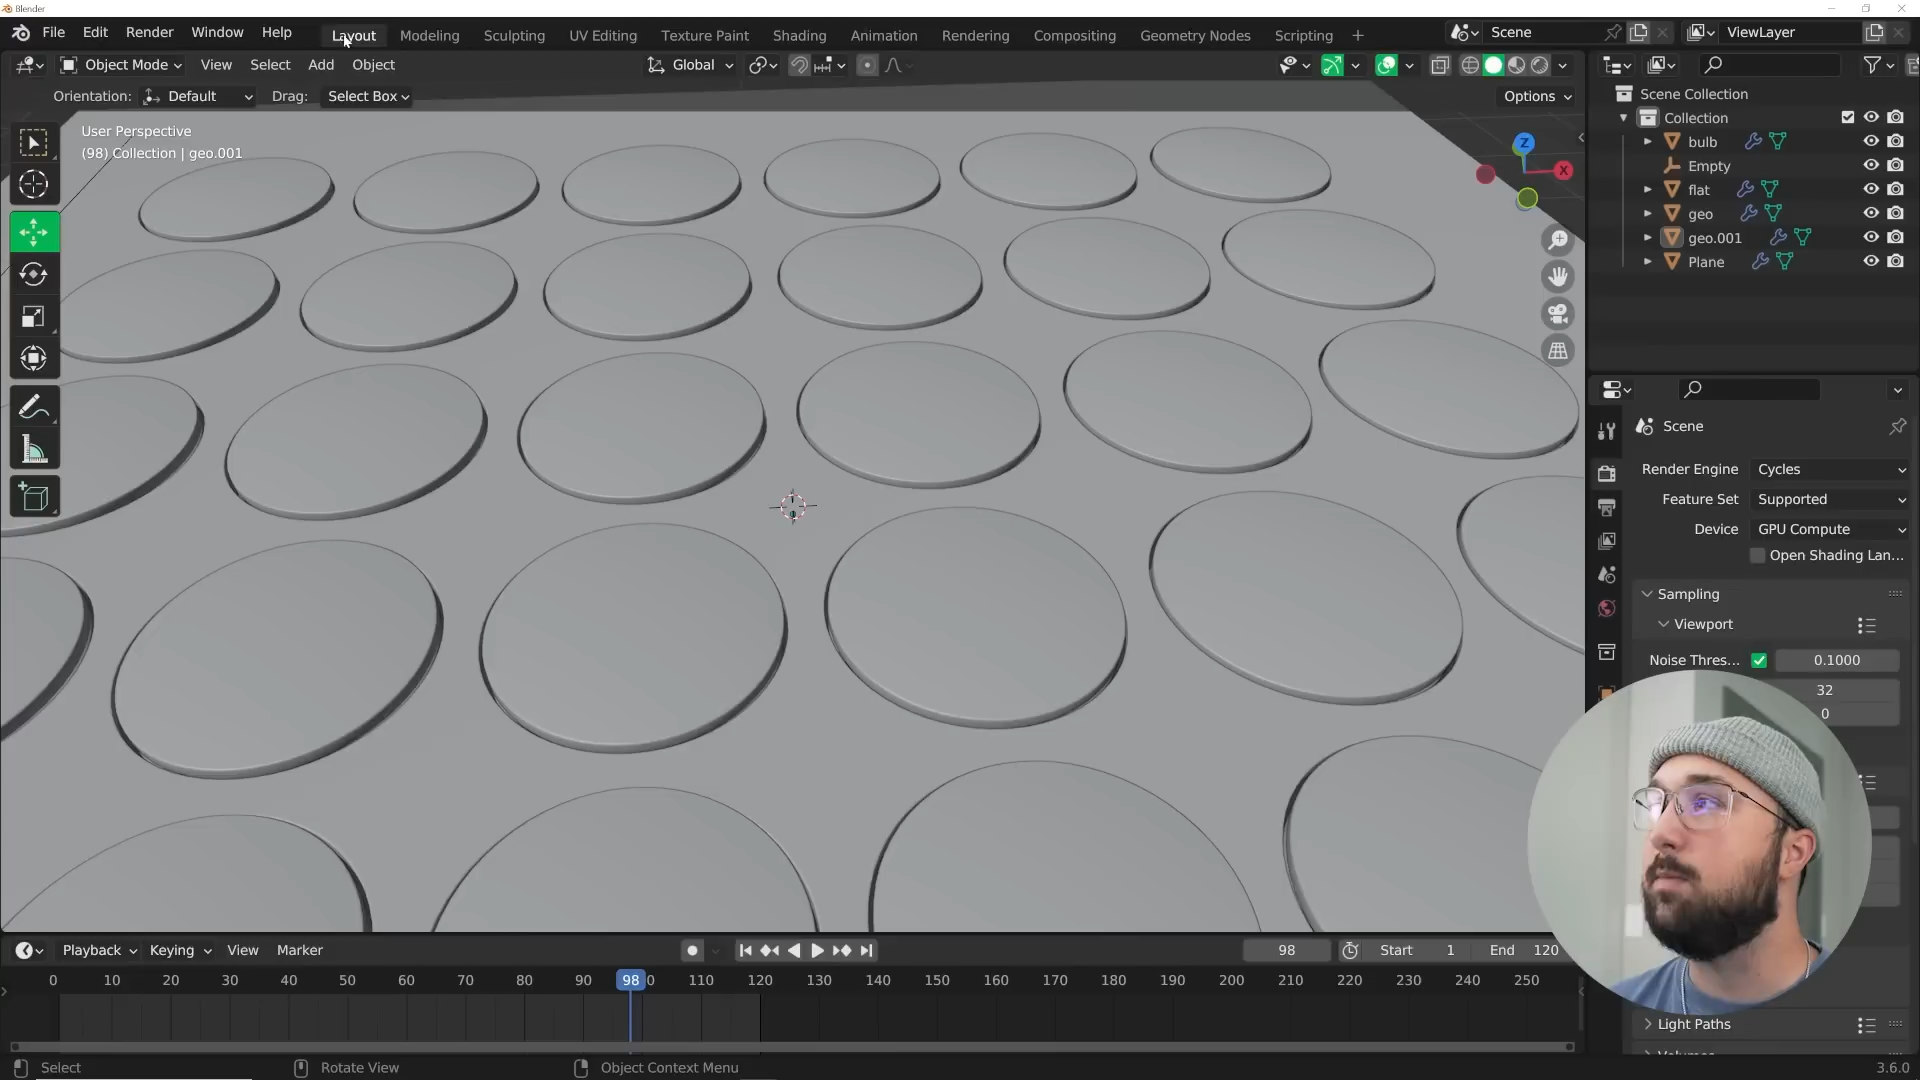 Blender
File Edit Render Window Help Layout Modeling Sculpting UV Editing Texture Paint Shading Animation Rendering Compositing Geometry Nodes Scripting + Scene ViewLayer
Object Mode View Select Add Object Global
Orientation: Default Drag: Select Box Options
User Perspective
(98) Collection | geo.001
Z
X
Scene Collection
Collection
bulb
Empty
flat
geo
geo.001
Plane
Scene
Render Engine Cycles
Feature Set Supported
Device GPU Compute
Open Shading Lan...
Sampling
Viewport
Noise Thres... 0.1000
32
0
Light Paths
Playback Keying View Marker 98 Start 1 End 120
0 10 20 30 40 50 60 70 80 90 98 0 110 120 130 140 150 160 170 180 190 200 210 220 230 240 250
Select Rotate View Object Context Menu 3.6.0